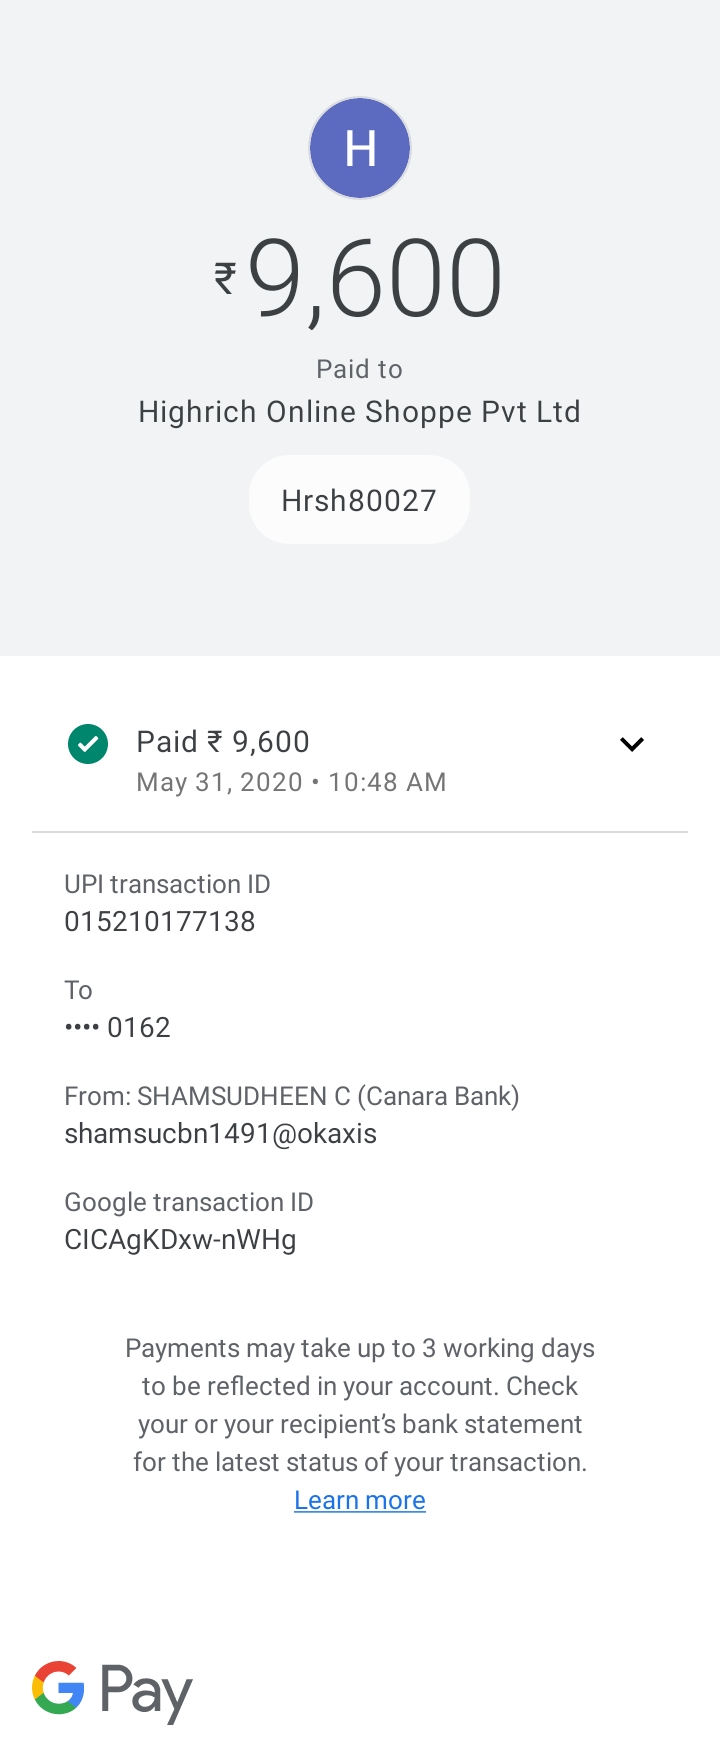 H
₹9,600
Paid to
Highrich Online Shoppe Pvt Ltd
Hrsh80027
Paid ₹ 9,600
May 31, 2020 • 10:48 AM
UPI transaction ID
015210177138
To
•••• 0162
From: SHAMSUDHEEN C (Canara Bank)
shamsucbn1491@okaxis
Google transaction ID
CICAgKDxw-nWHg
Payments may take up to 3 working days
to be reflected in your account. Check
your or your recipient’s bank statement
for the latest status of your transaction.
Learn more
G Pay